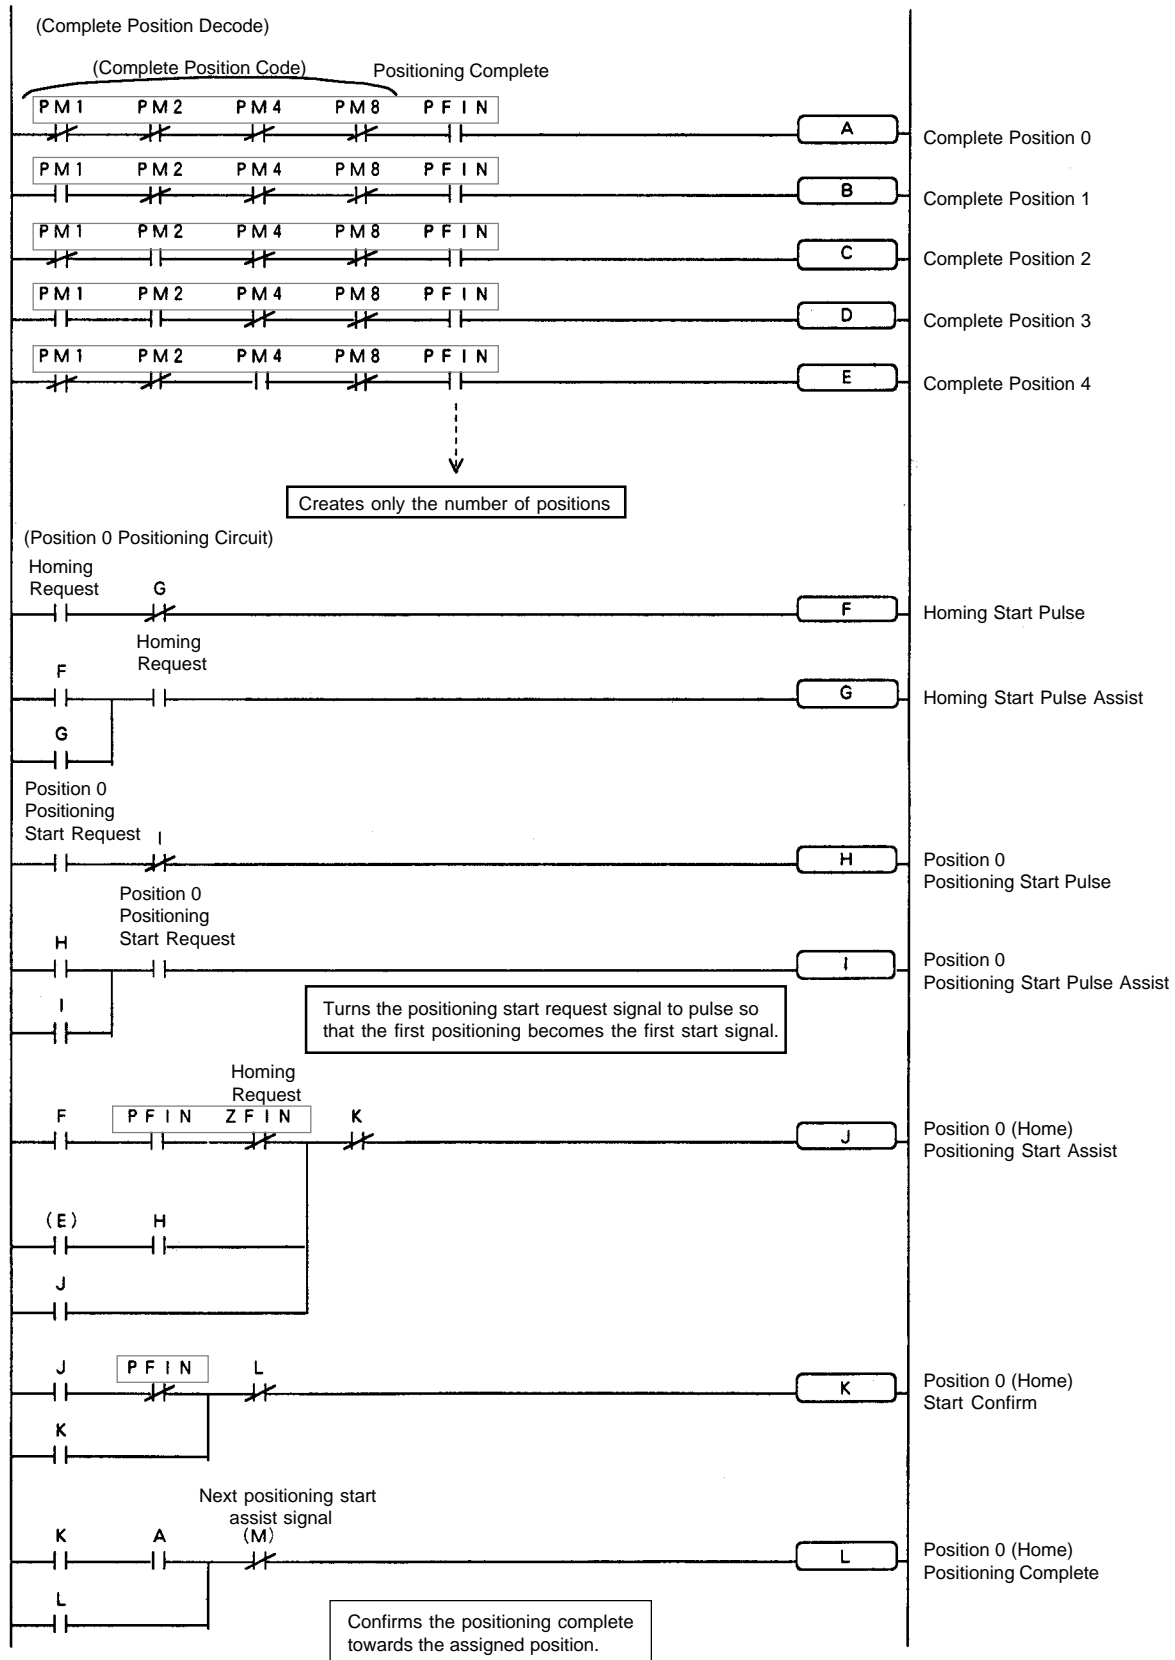 (Complete Position Decode)
(Complete Position Code) Positioning Complete
PM1 PM2 PM4 PM8 PFIN
A Complete Position 0
PM1 PM2 PM4 PM8 PFIN
B Complete Position 1
PM1 PM2 PM4 PM8 PFIN
C Complete Position 2
PM1 PM2 PM4 PM8 PFIN
D Complete Position 3
PM1 PM2 PM4 PM8 PFIN
E Complete Position 4
Creates only the number of positions
(Position 0 Positioning Circuit)
Homing
Request G
F Homing Start Pulse
Homing
Request
F
G Homing Start Pulse Assist
G
Position 0
Positioning
Start Request I
H Position 0
Positioning Start Pulse
Position 0
Positioning
Start Request
H
I Position 0
Positioning Start Pulse Assist
I
Turns the positioning start request signal to pulse so
that the first positioning becomes the first start signal.
Homing
Request
F PFIN ZFIN K
J Position 0 (Home)
Positioning Start Assist
(E) H
J
J PFIN L
K Position 0 (Home)
Start Confirm
K
Next positioning start
assist signal
K A (M)
L Position 0 (Home)
Positioning Complete
L
Confirms the positioning complete
towards the assigned position.